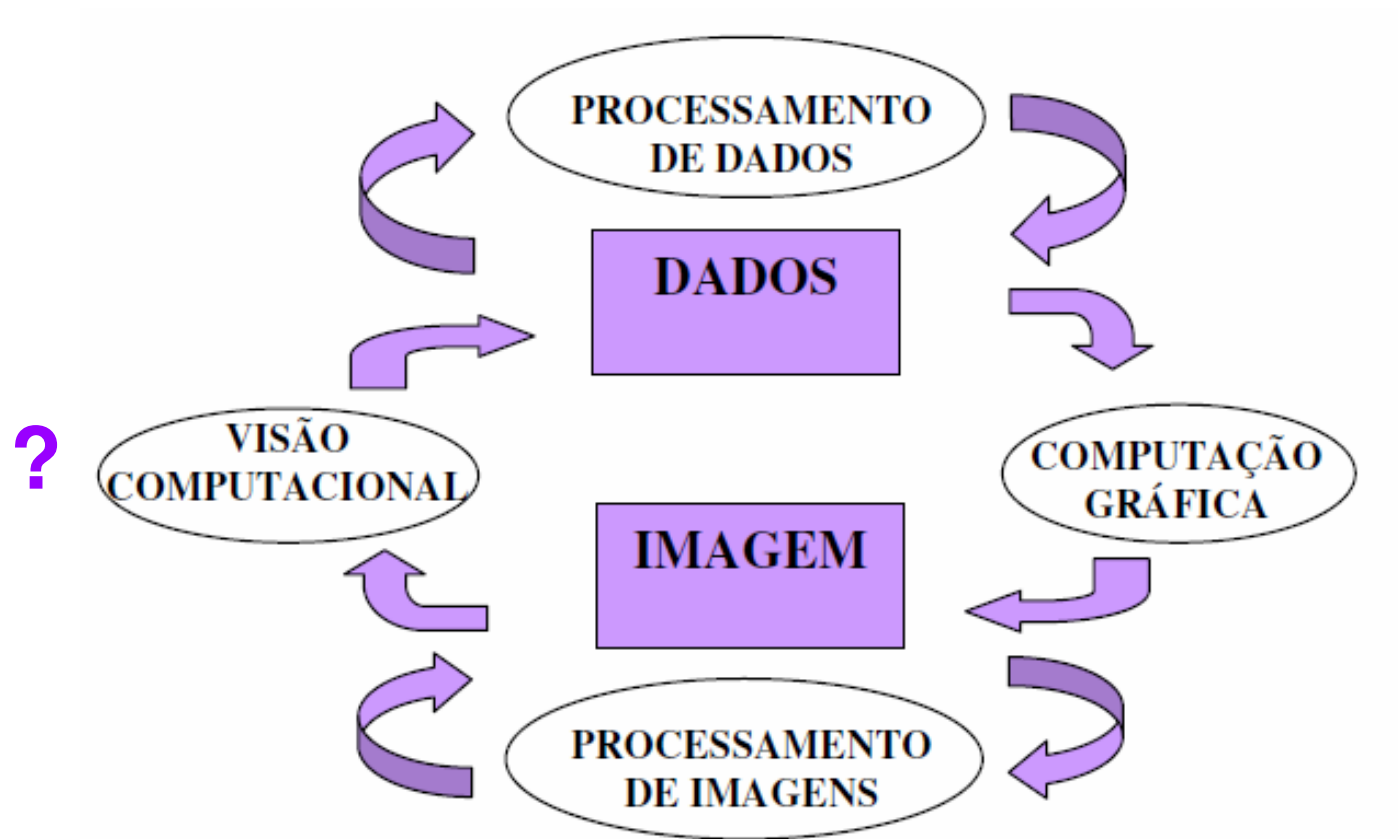 PROCESSAMENTO
DE DADOS
DADOS
?
VISÃO
COMPUTACIONAL
COMPUTAÇÃO
GRÁFICA
IMAGEM
PROCESSAMENTO
DE IMAGENS